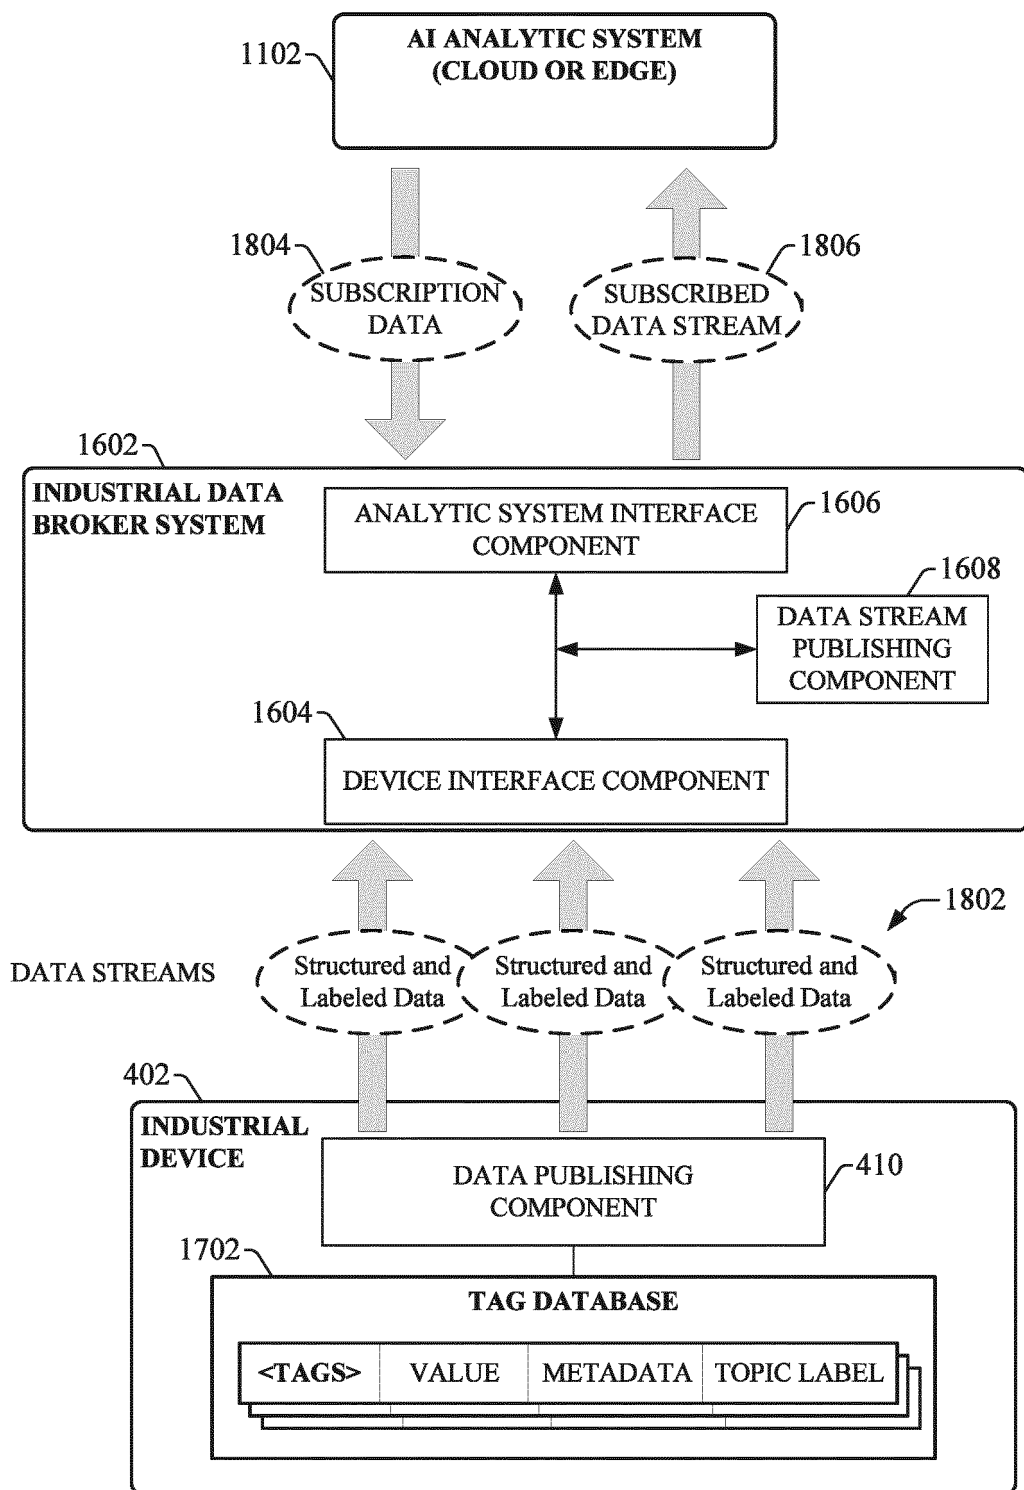 AI ANALYTIC SYSTEM
(CLOUD OR EDGE)
1102
1804
1806
SUBSCRIPTION
DATA
SUBSCRIBED
DATA STREAM
1602
INDUSTRIAL DATA
BROKER SYSTEM
ANALYTIC SYSTEM INTERFACE
COMPONENT
1606
1608
DATA STREAM
PUBLISHING
COMPONENT
1604
DEVICE INTERFACE COMPONENT
1802
DATA STREAMS
Structured and
Labeled Data
Structured and
Labeled Data
Structured and
Labeled Data
402
INDUSTRIAL
DEVICE
DATA PUBLISHING
COMPONENT
410
1702
TAG DATABASE
<TAGS> VALUE METADATA TOPIC LABEL